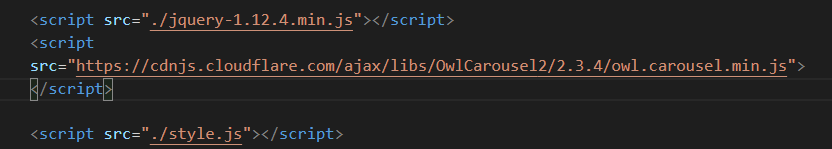 <script src="./jquery-1.12.4.min.js"></script>
<script
src="https://cdnjs.cloudflare.com/ajax/libs/OwlCarousel2/2.3.4/owl.carousel.min.js">
</script>
<script src="./style.js"></script>